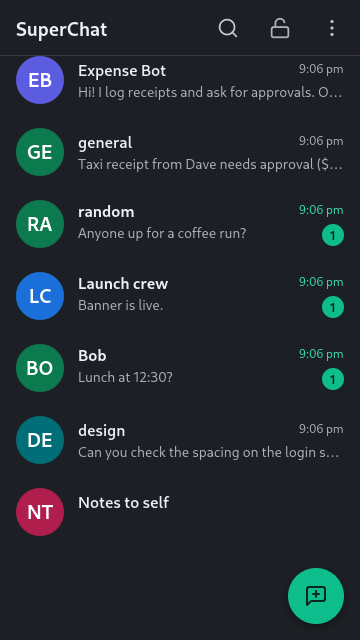 SuperChat
EB
Expense Bot
9:06 pm
Hi! I log receipts and ask for approvals. O...
GE
general
9:06 pm
Taxi receipt from Dave needs approval ($...
RA
random
9:06 pm
Anyone up for a coffee run?
1
LC
Launch crew
9:06 pm
Banner is live.
1
BO
Bob
9:06 pm
Lunch at 12:30?
1
DE
design
9:06 pm
Can you check the spacing on the login s...
NT
Notes to self